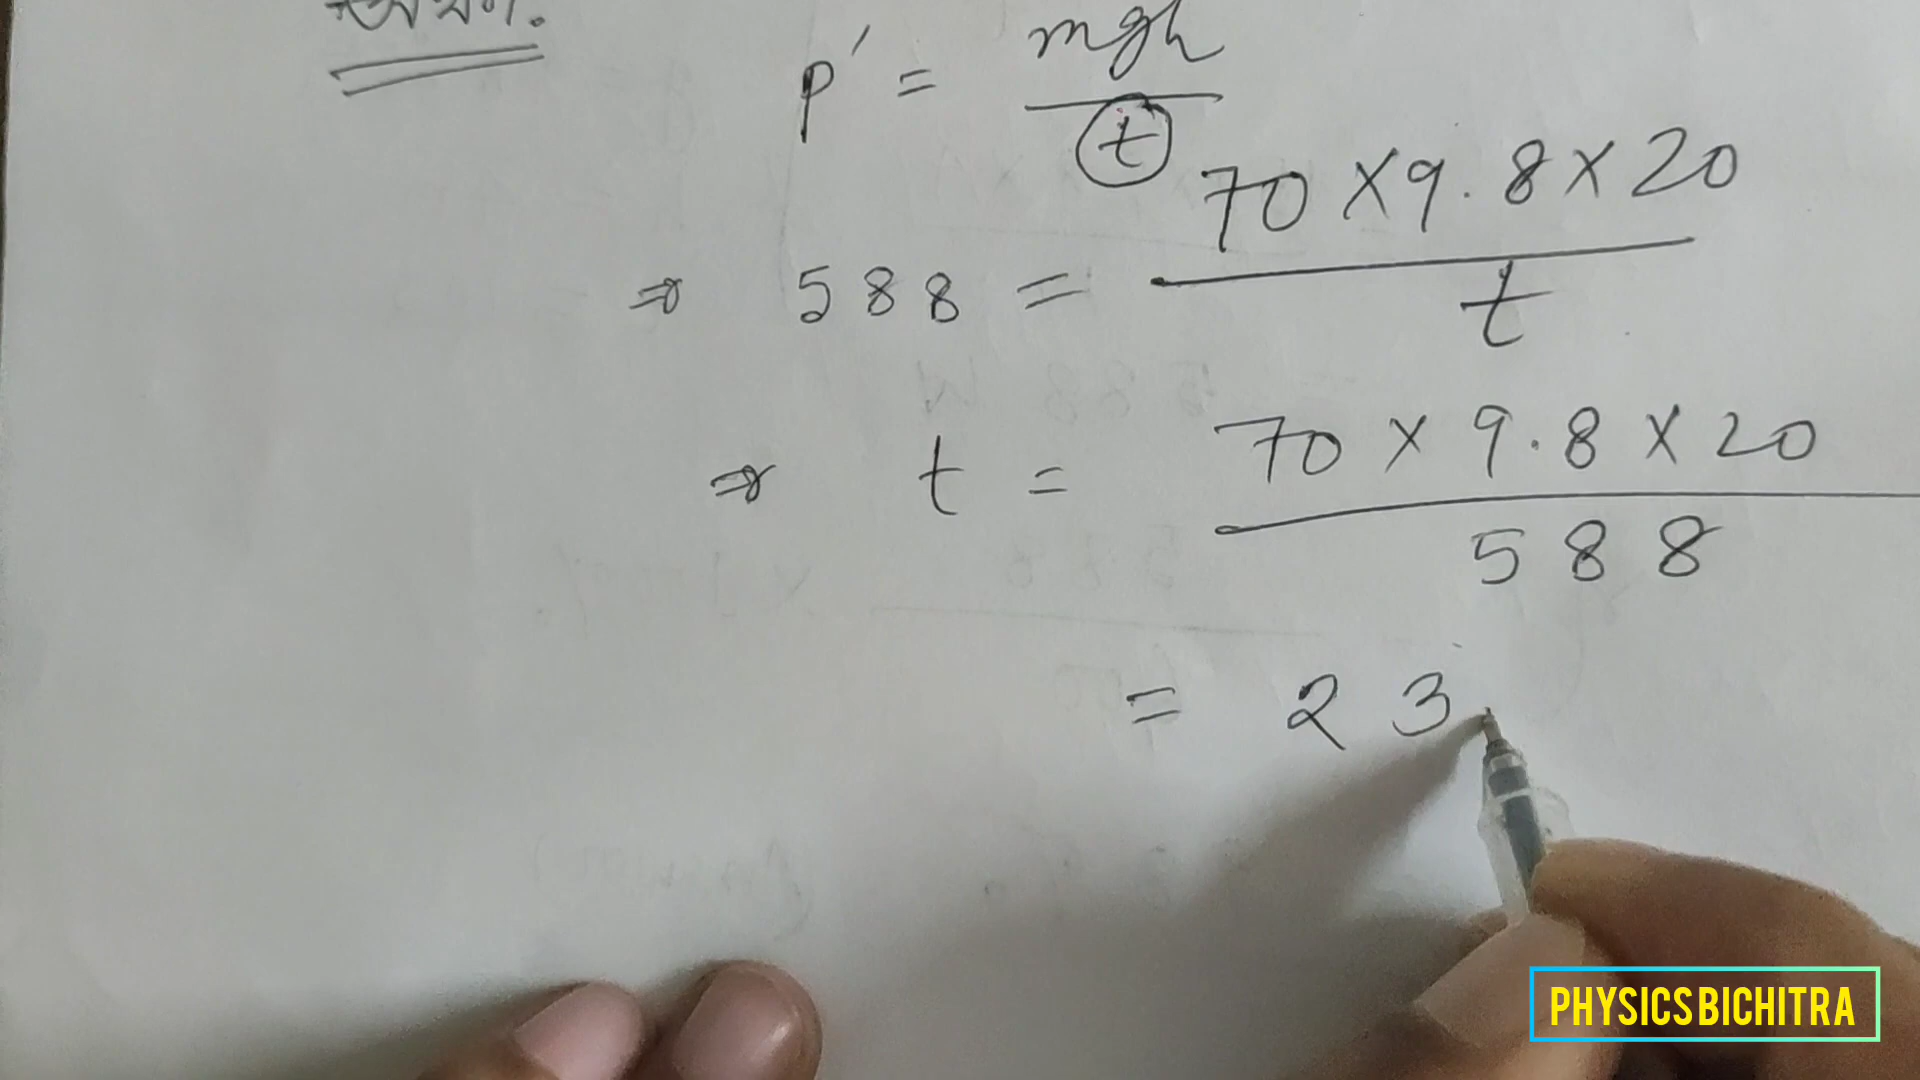 p' = mgh / t
⇒ 588 = 70 × 9.8 × 20 / t
⇒ t = 70 × 9.8 × 20 / 588
= 23
PHYSICS BICHITRA